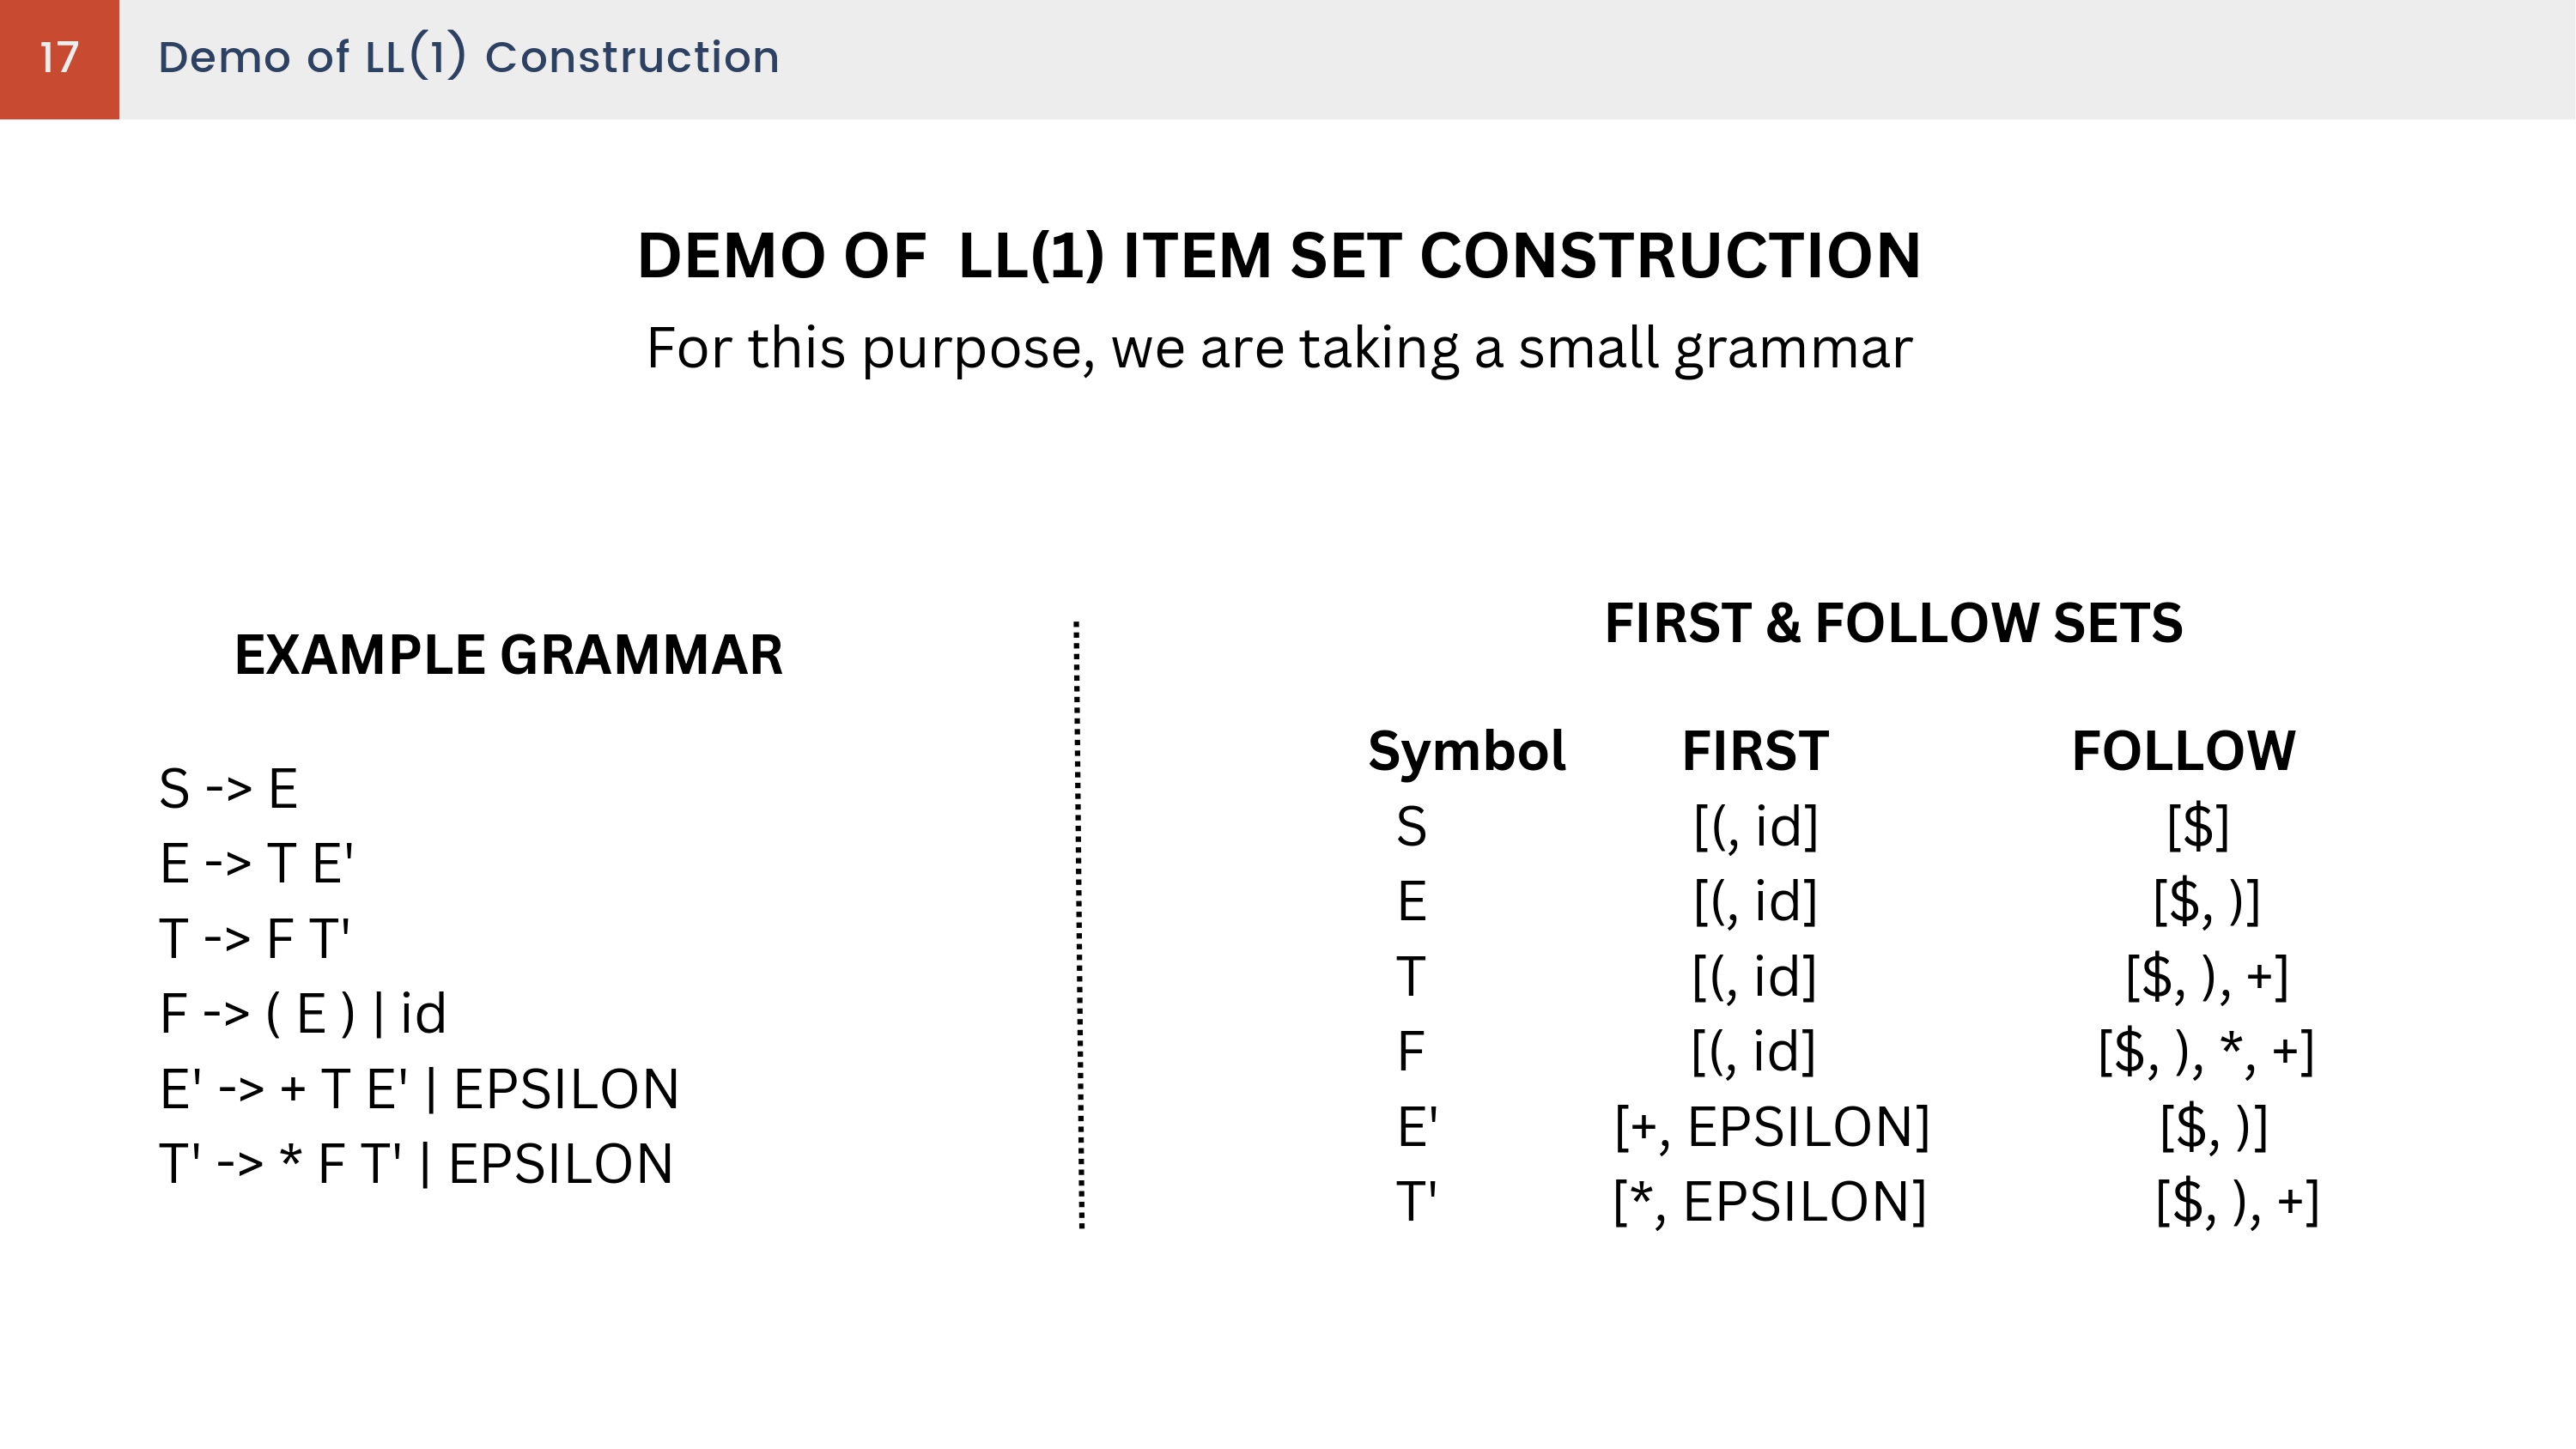 17 Demo of LL(1) Construction
DEMO OF LL(1) ITEM SET CONSTRUCTION
For this purpose, we are taking a small grammar
EXAMPLE GRAMMAR
S -> E
E -> T E'
T -> F T'
F -> ( E ) | id
E' -> + T E' | EPSILON
T' -> * F T' | EPSILON
FIRST & FOLLOW SETS
Symbol FIRST FOLLOW
S [(, id] [$]
E [(, id] [$, )]
T [(, id] [$, ), +]
F [(, id] [$, ), *, +]
E' [+, EPSILON] [$, )]
T' [*, EPSILON] [$, ), +]